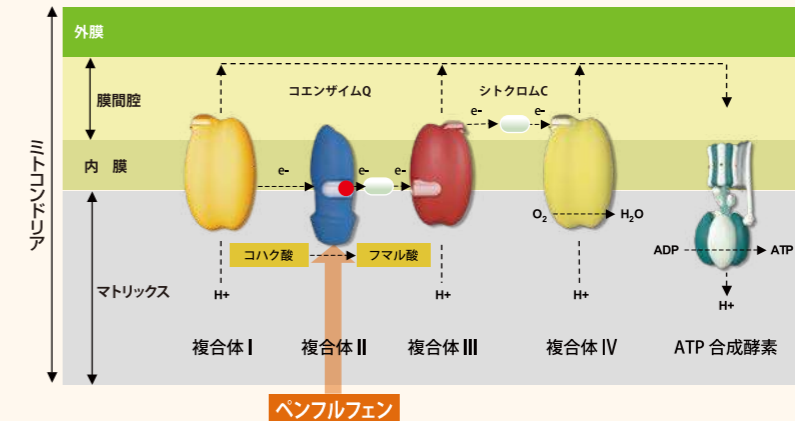 外膜
膜間腔
コエンザイムQ
シトクロムC
e-
e-
ミトコンドリア
内 膜
e-
e-
e-
O₂
H₂O
コハク酸
フマル酸
ADP
ATP
マトリックス
H+
H+
H+
H+
複合体 I
複合体 II
複合体 III
複合体 IV
ATP 合成酵素
ペンフルフェン